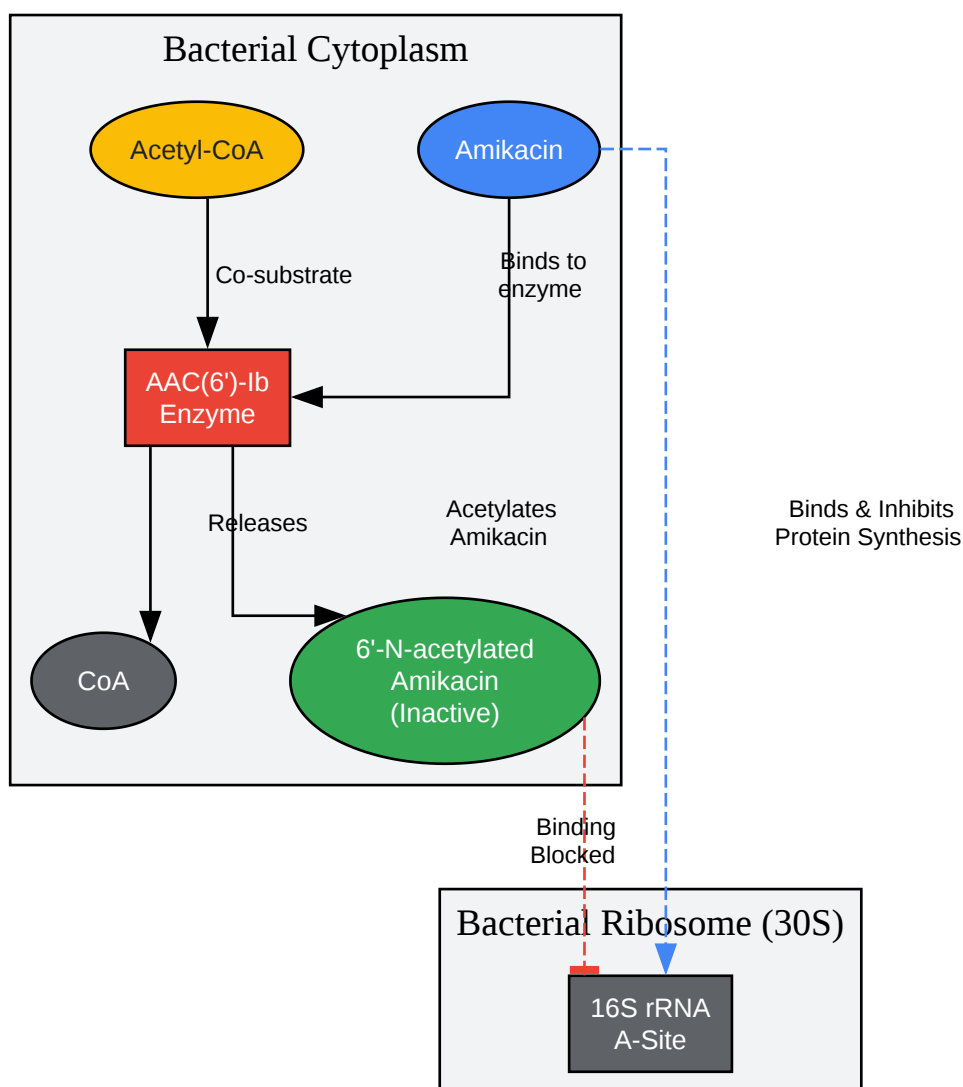 Bacterial Cytoplasm
Acetyl-CoA
Amikacin
Co-substrate
Binds to
enzyme
AAC(6')-Ib
Enzyme
Releases
Acetylates
Amikacin
Binds & Inhibits
Protein Synthesis
CoA
6'-N-acetylated
Amikacin
(Inactive)
Binding
Blocked
Bacterial Ribosome (30S)
16S rRNA
A-Site